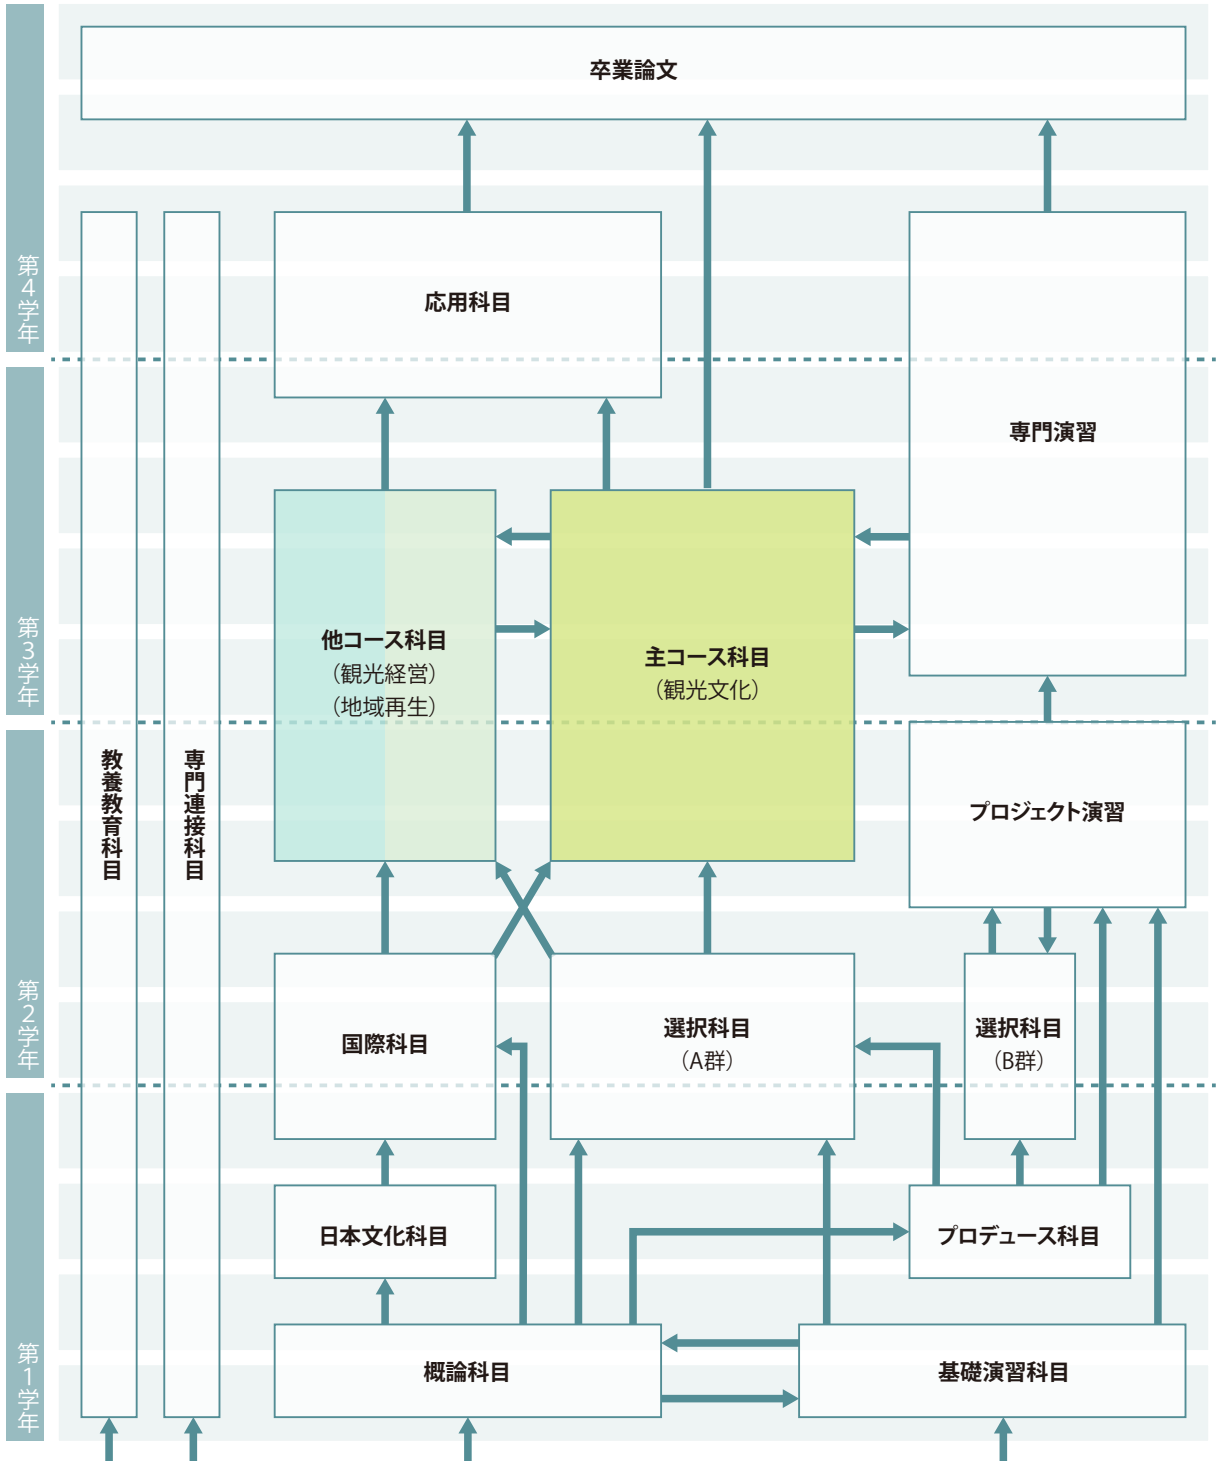 卒業論文
第4学年
応用科目
専門演習
他コース科目
（観光経営）
（地域再生）
主コース科目
（観光文化）
第3学年
教養教育科目
専門連接科目
プロジェクト演習
第2学年
国際科目
選択科目
（A群）
選択科目
（B群）
日本文化科目
プロデュース科目
第1学年
概論科目
基礎演習科目